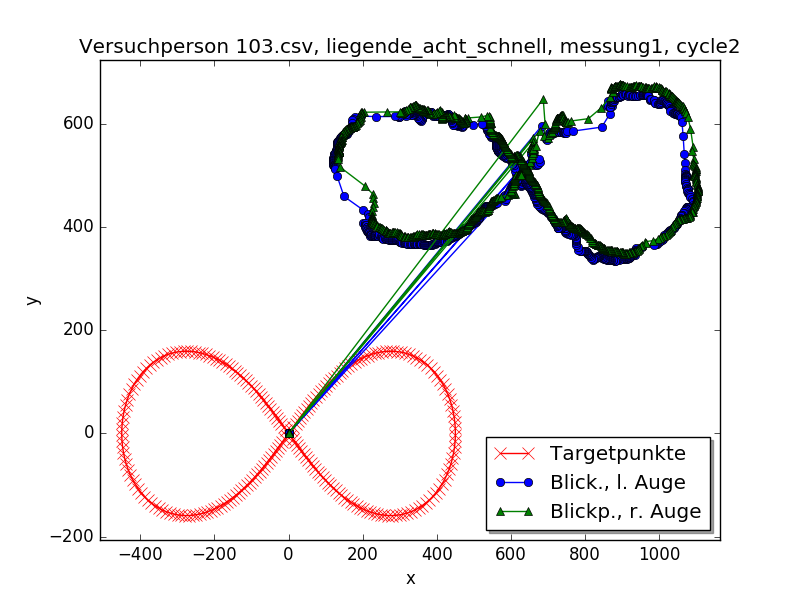 Versuchperson 103.csv, liegende_acht_schnell, messung1, cycle2
y
600
400
200
0
−200
−400
−200
0
200
400
600
800
1000
x
Targetpunkte
Blick., l. Auge
Blickp., r. Auge